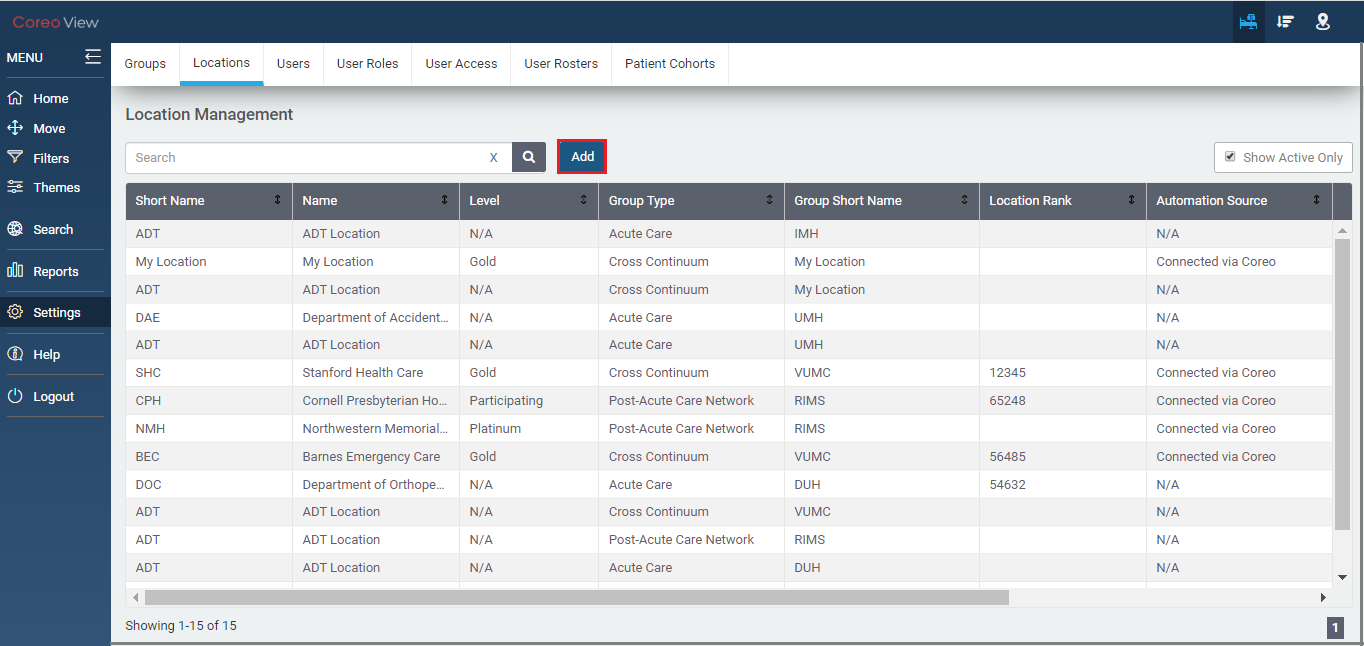 Coreo View
MENU
Home
Move
Filters
Themes
Search
Reports
Settings
Help
Logout
Groups Locations Users User Roles User Access User Rosters Patient Cohorts
Location Management
Search X Add Show Active Only
Short Name Name Level Group Type Group Short Name Location Rank Automation Source
ADT ADT Location N/A Acute Care IMH N/A
My Location My Location Gold Cross Continuum My Location Connected via Coreo
ADT ADT Location N/A Cross Continuum My Location N/A
DAE Department of Accident... N/A Acute Care UMH N/A
ADT ADT Location N/A Acute Care UMH N/A
SHC Stanford Health Care Gold Cross Continuum VUMC 12345 Connected via Coreo
CPH Cornell Presbyterian Ho... Participating Post-Acute Care Network RIMS 65248 Connected via Coreo
NMH Northwestern Memorial... Platinum Post-Acute Care Network RIMS Connected via Coreo
BEC Barnes Emergency Care Gold Cross Continuum VUMC 56485 Connected via Coreo
DOC Department of Orthope... N/A Acute Care DUH 54632 N/A
ADT ADT Location N/A Cross Continuum VUMC N/A
ADT ADT Location N/A Post-Acute Care Network RIMS N/A
ADT ADT Location N/A Acute Care DUH N/A
Showing 1-15 of 15 1